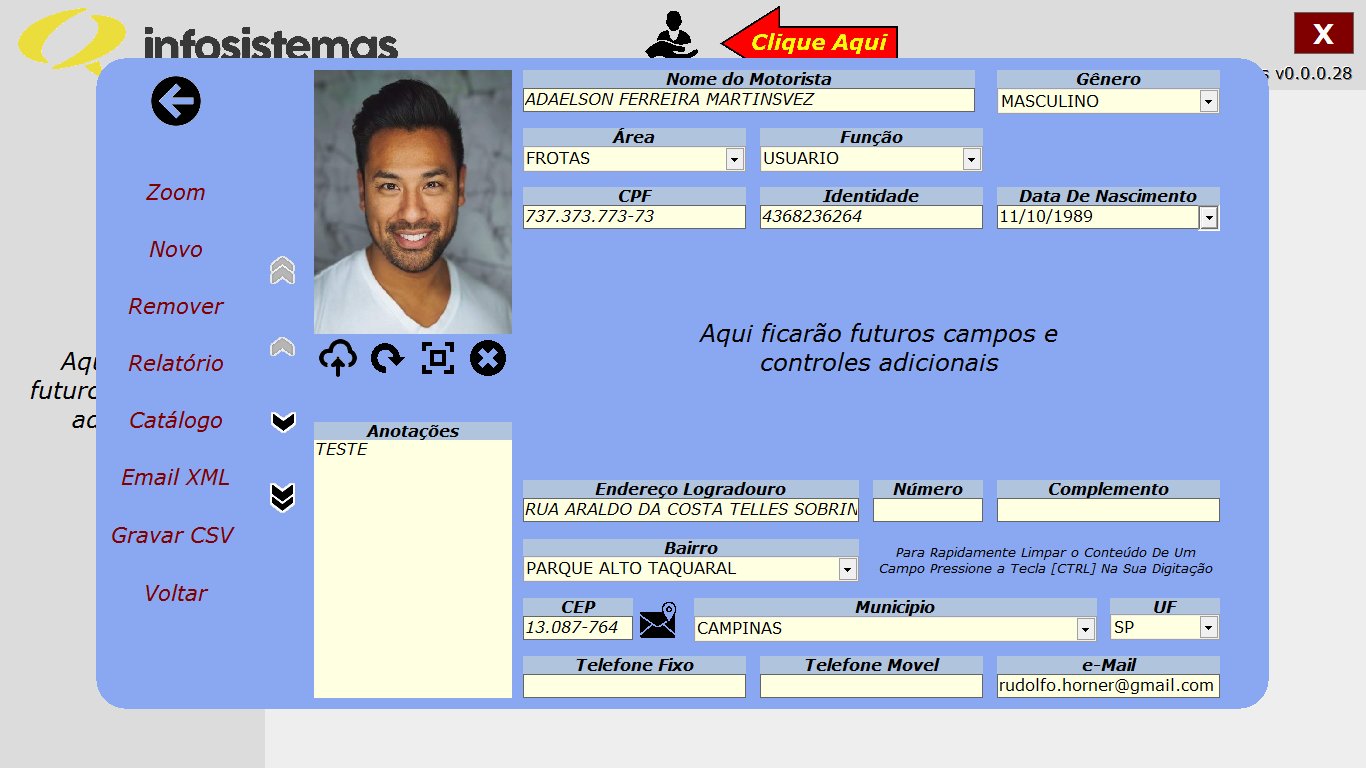 infosistemas
Clique Aqui
X
s v0.0.0.28
Zoom
Novo
Remover
Relatório
Catálogo
Email XML
Gravar CSV
Voltar
Nome do Motorista
ADAELSON FERREIRA MARTINSVEZ
Gênero
MASCULINO
Área
FROTAS
Função
USUARIO
CPF
737.373.773-73
Identidade
4368236264
Data De Nascimento
11/10/1989
Aqui ficarão futuros campos e
controles adicionais
Anotações
TESTE
Endereço Logradouro
RUA ARALDO DA COSTA TELLES SOBRIN
Número
Complemento
Bairro
PARQUE ALTO TAQUARAL
Para Rapidamente Limpar o Conteúdo De Um
Campo Pressione a Tecla [CTRL] Na Sua Digitação
CEP
13.087-764
Municipio
CAMPINAS
UF
SP
Telefone Fixo
Telefone Movel
e-Mail
rudolfo.horner@gmail.com